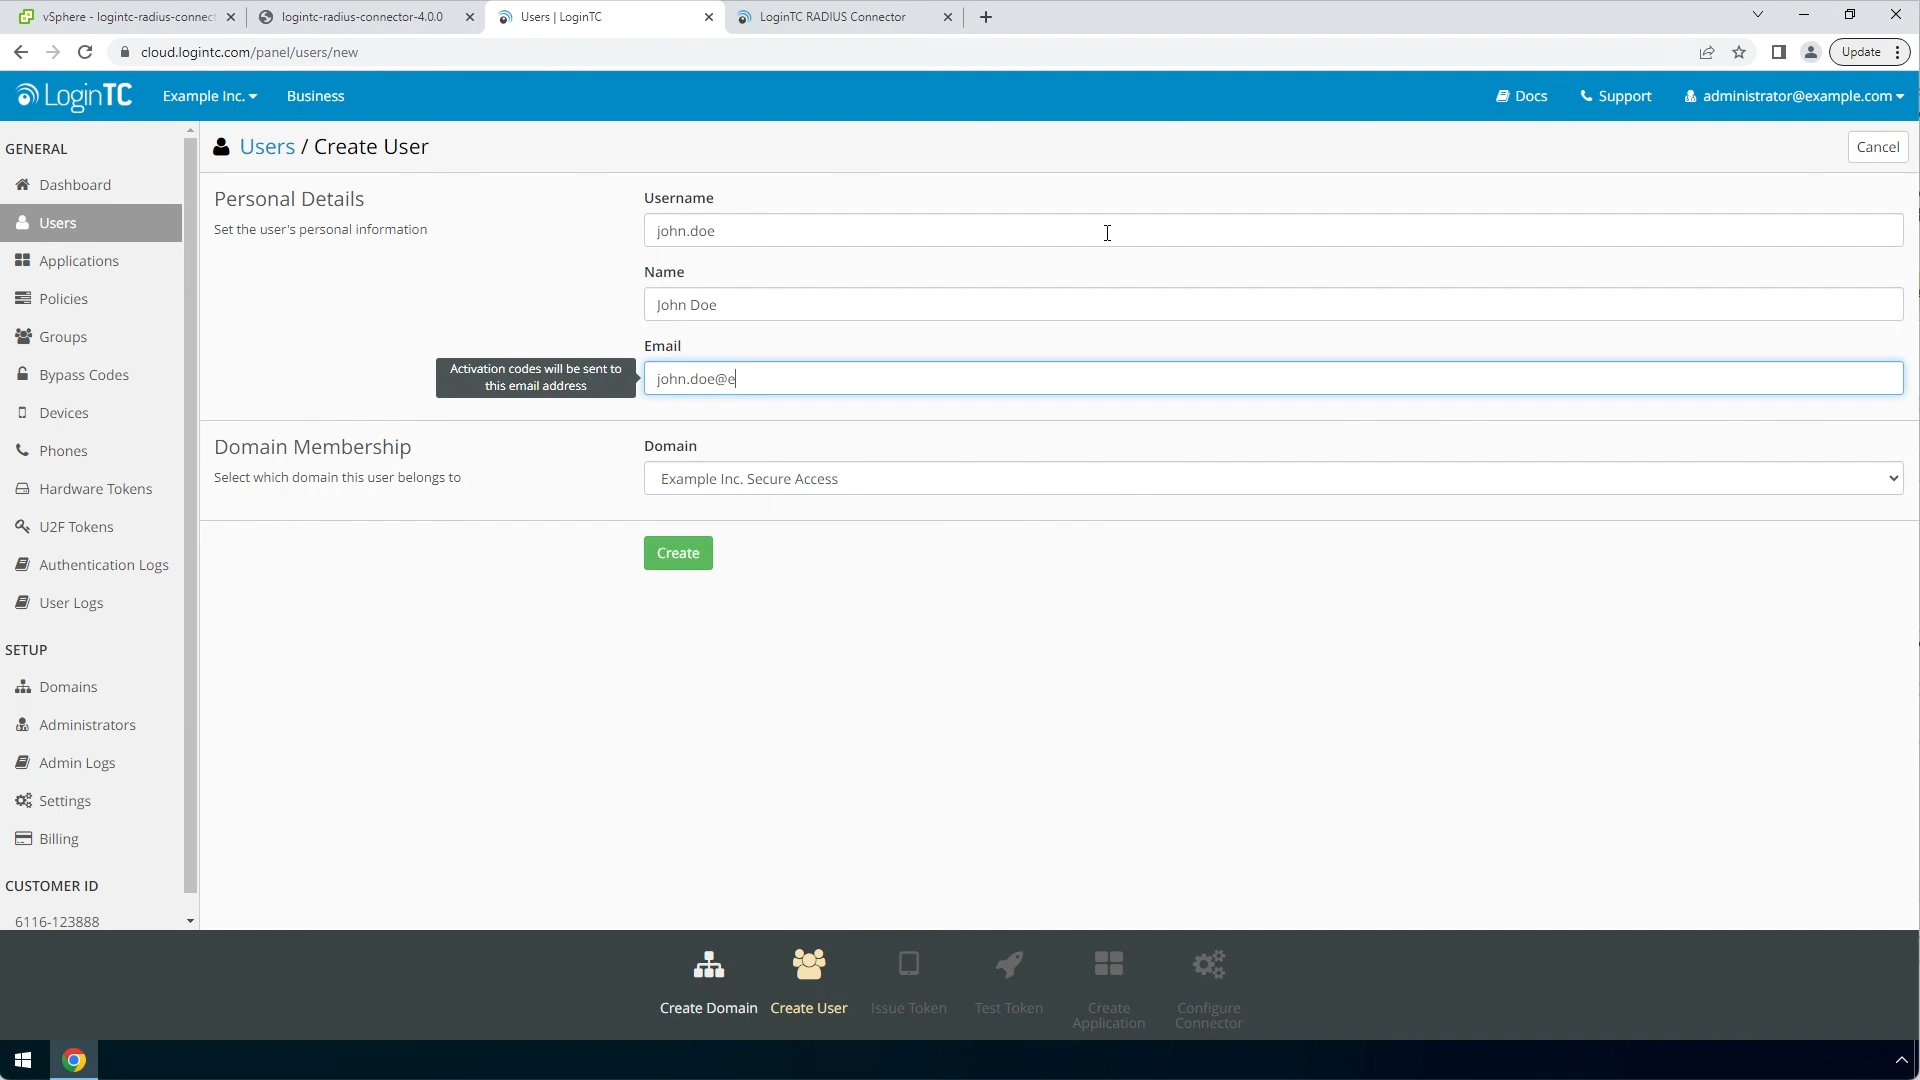 vSphere - logintc-radius-connect
logintc-radius-connector-4.0.0
Users | LoginTC
LoginTC RADIUS Connector
cloud.logintc.com/panel/users/new
Update
LoginTC
Example Inc.
Business
Docs
Support
administrator@example.com
GENERAL
Dashboard
Users
Applications
Policies
Groups
Bypass Codes
Devices
Phones
Hardware Tokens
U2F Tokens
Authentication Logs
User Logs
SETUP
Domains
Administrators
Admin Logs
Settings
Billing
CUSTOMER ID
6116-123888
Users / Create User
Cancel
Personal Details
Set the user's personal information
Username
john.doe
Name
John Doe
Email
Activation codes will be sent to
this email address
john.doe@e
Domain Membership
Select which domain this user belongs to
Domain
Example Inc. Secure Access
Create
Create Domain
Create User
Issue Token
Test Token
Create
Application
Configure
Connector